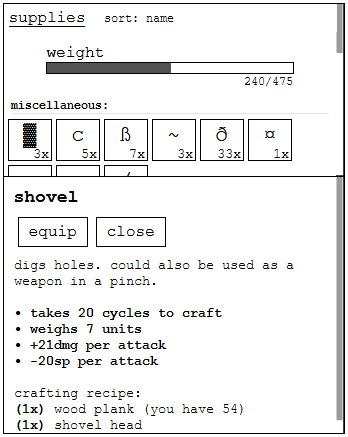 supplies sort: name
weight
240/475
miscellaneous:
▓ C ß ~ ð ¤
3x 5x 7x 3x 33x 1x
shovel
equip close
digs holes. could also be used as a
weapon in a pinch.
• takes 20 cycles to craft
• weighs 7 units
• +21dmg per attack
• -20sp per attack
crafting recipe:
(1x) wood plank (you have 54)
(1x) shovel head